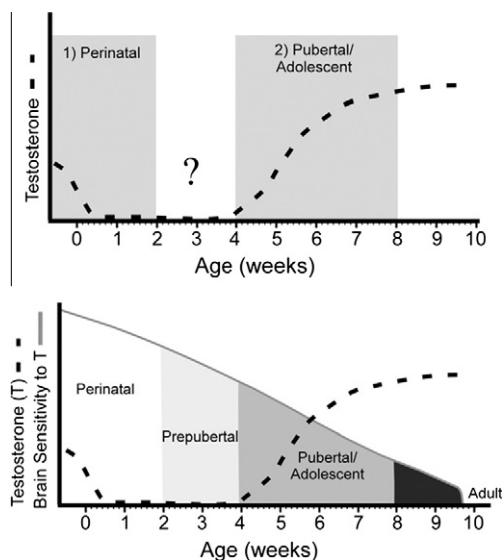 Testosterone
1) Perinatal
2) Pubertal/
Adolescent
?
0 1 2 3 4 5 6 7 8 9 10
Age (weeks)
Testosterone (T)
Brain Sensitivity to T
Perinatal
Prepubertal
Pubertal/
Adolescent
Adult
0 1 2 3 4 5 6 7 8 9 10
Age (weeks)